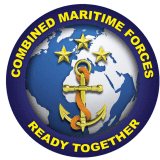 COMBINED MARITIME FORCES
READY TOGETHER